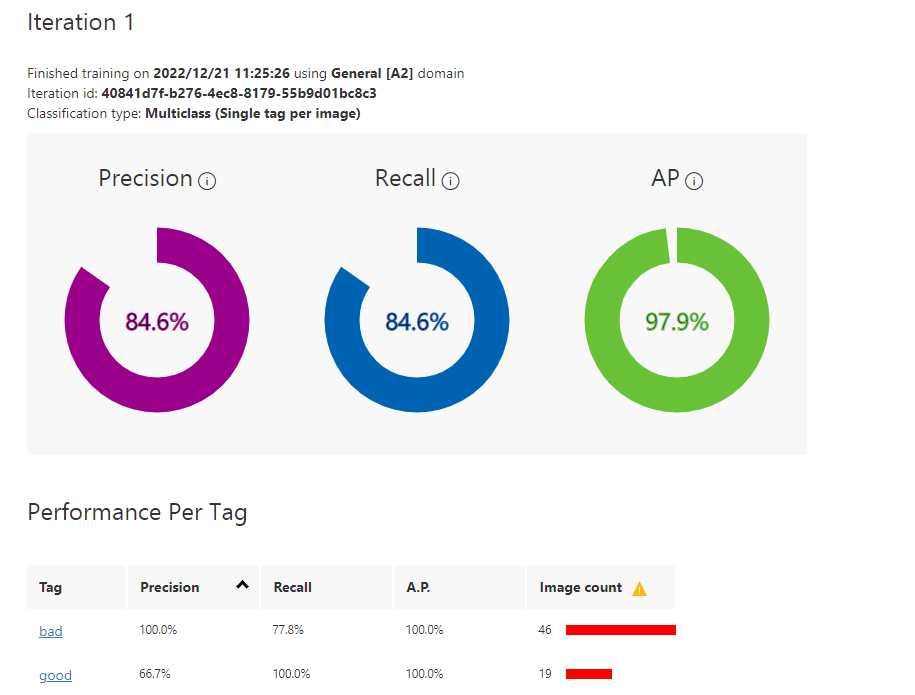 Iteration 1
Finished training on 2022/12/21 11:25:26 using General [A2] domain
Iteration id: 40841d7f-b276-4ec8-8179-55b9d01bc8c3
Classification type: Multiclass (Single tag per image)
Precision Recall AP
84.6% 84.6% 97.9%
Performance Per Tag
Tag Precision Recall A.P. Image count
bad 100.0% 77.8% 100.0% 46
good 66.7% 100.0% 100.0% 19